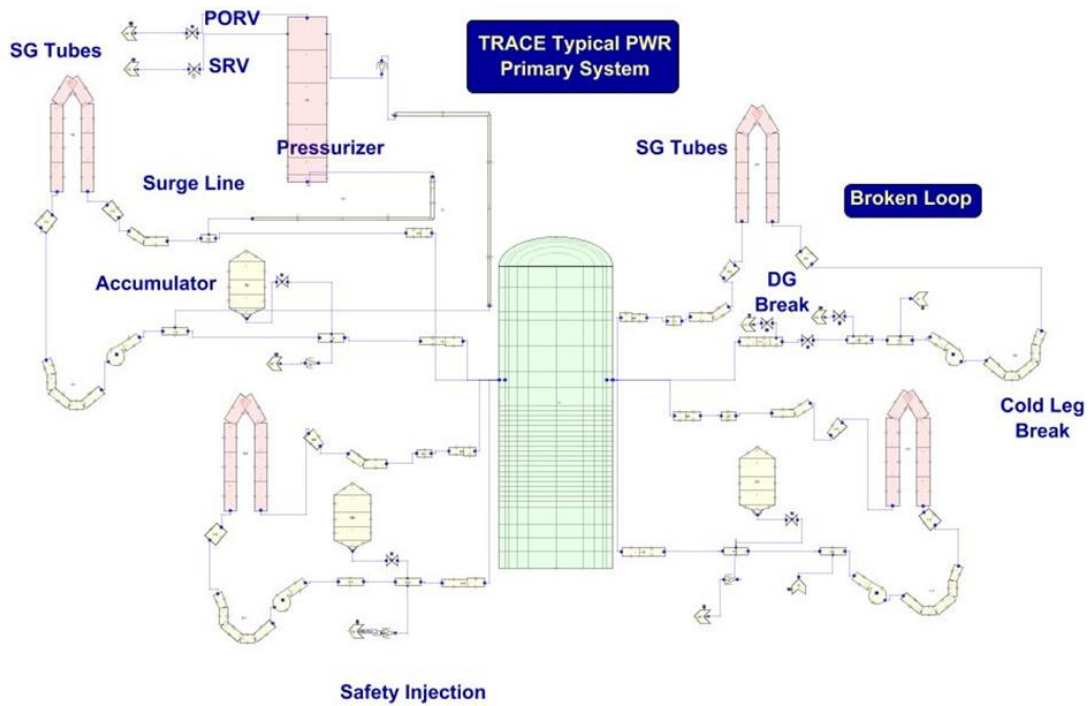 PORV
TRACE Typical PWR
Primary System
SG Tubes
SRV
Pressurizer
SG Tubes
Surge Line
Broken Loop
Accumulator
DG
Break
Cold Leg
Break
Safety Injection